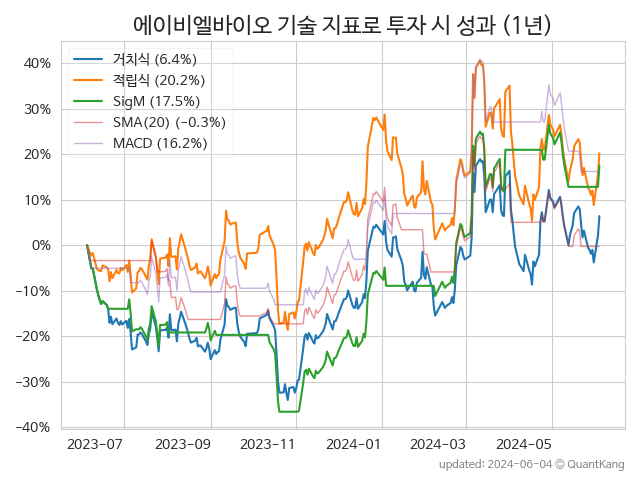 에이비엘바이오 기술 지표로 투자 시 성과 (1년)
거치식 (6.4%)
적립식 (20.2%)
SigM (17.5%)
SMA(20) (−0.3%)
MACD (16.2%)
40%
30%
20%
10%
0%
−10%
−20%
−30%
−40%
2023-07 2023-09 2023-11 2024-01 2024-03 2024-05
updated: 2024-06-04 ⓒ QuantKang